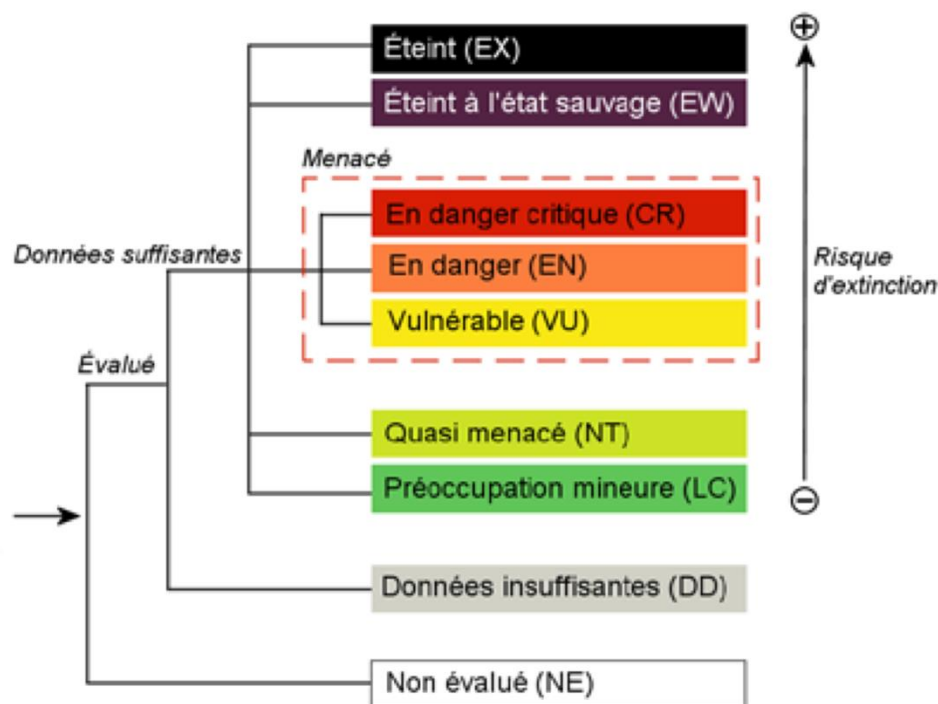 Éteint (EX)
Éteint à l'état sauvage (EW)
Menacé
En danger critique (CR)
Données suffisantes
En danger (EN)
Risque
d'extinction
Vulnérable (VU)
Évalué
Quasi menacé (NT)
Préoccupation mineure (LC)
Données insuffisantes (DD)
Non évalué (NE)